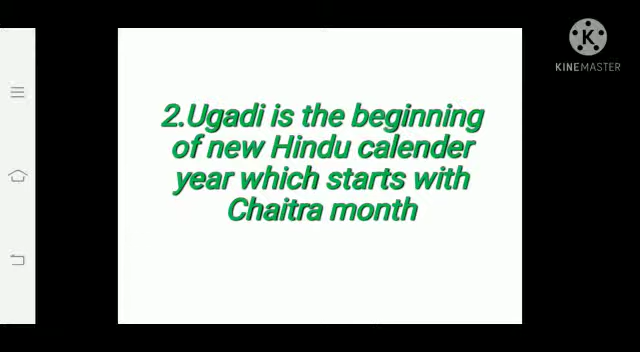 2.Ugadi is the beginning
of new Hindu calender
year which starts with
Chaitra month
K
KINEMASTER